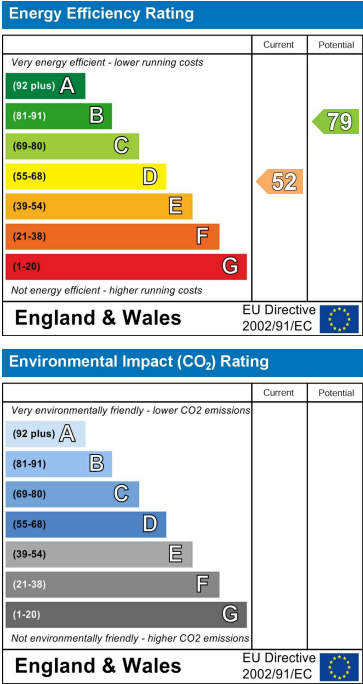 Energy Efficiency Rating
Current Potential
Very energy efficient - lower running costs
(92 plus) A
(81-91) B
79
(69-80) C
(55-68) D
52
(39-54) E
(21-38) F
(1-20) G
Not energy efficient - higher running costs
England & Wales
EU Directive
2002/91/EC
Environmental Impact (CO₂) Rating
Current Potential
Very environmentally friendly - lower CO2 emissions
(92 plus) A
(81-91) B
(69-80) C
(55-68) D
(39-54) E
(21-38) F
(1-20) G
Not environmentally friendly - higher CO2 emissions
England & Wales
EU Directive
2002/91/EC